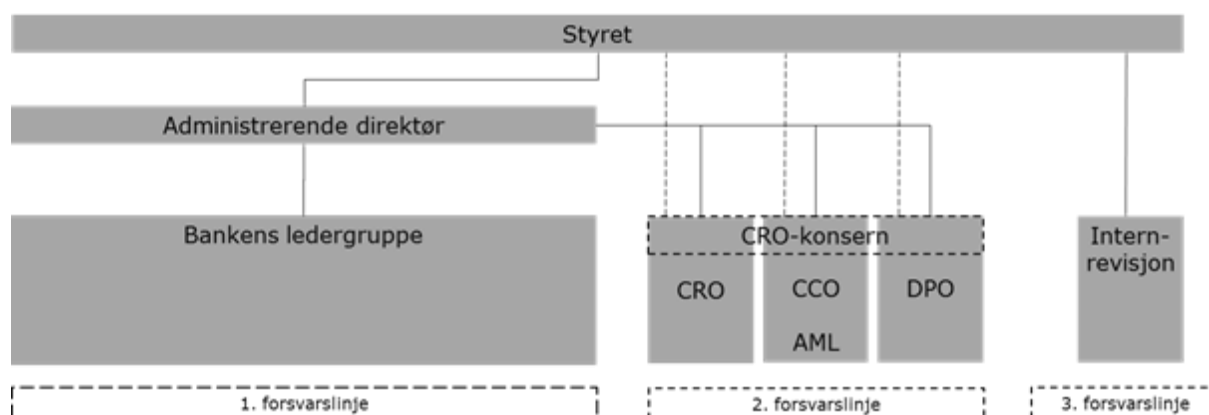 Styret
Administrerende direktør
Bankens ledergruppe
CRO-konsern
CRO
CCO
AML
DPO
Intern-
revisjon
1. forsvarslinje
2. forsvarslinje
3. forsvarslinje